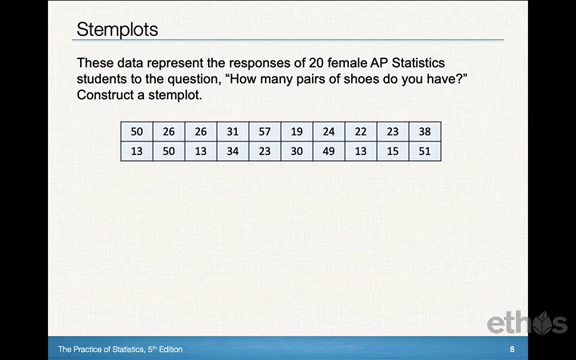 Stemplots
These data represent the responses of 20 female AP Statistics
students to the question, “How many pairs of shoes do you have?”
Construct a stemplot.
50 26 26 31 57 19 24 22 23 38
13 50 13 34 23 30 49 13 15 51
ethos
The Practice of Statistics, 5th Edition 8